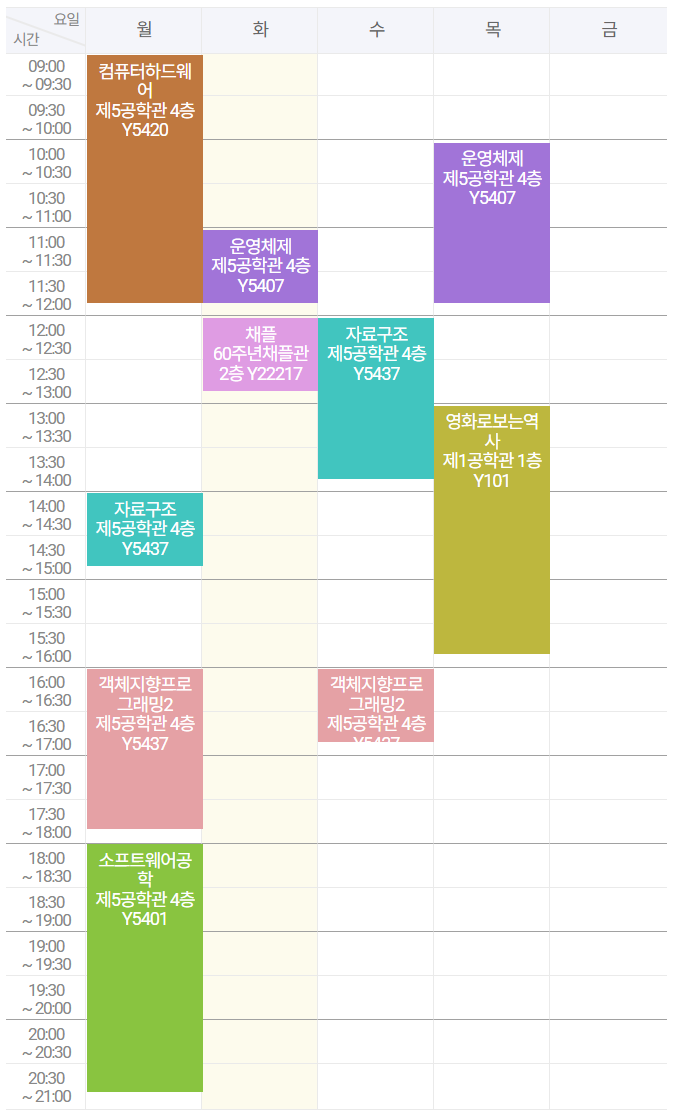 요일
시간
월
화
수
목
금
09:00
~ 09:30
09:30
~ 10:00
10:00
~ 10:30
10:30
~ 11:00
11:00
~ 11:30
11:30
~ 12:00
12:00
~ 12:30
12:30
~ 13:00
13:00
~ 13:30
13:30
~ 14:00
14:00
~ 14:30
14:30
~ 15:00
15:00
~ 15:30
15:30
~ 16:00
16:00
~ 16:30
16:30
~ 17:00
17:00
~ 17:30
17:30
~ 18:00
18:00
~ 18:30
18:30
~ 19:00
19:00
~ 19:30
19:30
~ 20:00
20:00
~ 20:30
20:30
~ 21:00
컴퓨터하드웨
어
제5공학관 4층
Y5420
자료구조
제5공학관 4층
Y5437
객체지향프로
그래밍2
제5공학관 4층
Y5437
소프트웨어공
학
제5공학관 4층
Y5401
운영체제
제5공학관 4층
Y5407
채플
60주년채플관
2층 Y22217
자료구조
제5공학관 4층
Y5437
객체지향프로
그래밍2
제5공학관 4층
Y5437
운영체제
제5공학관 4층
Y5407
영화로보는역
사
제1공학관 1층
Y101